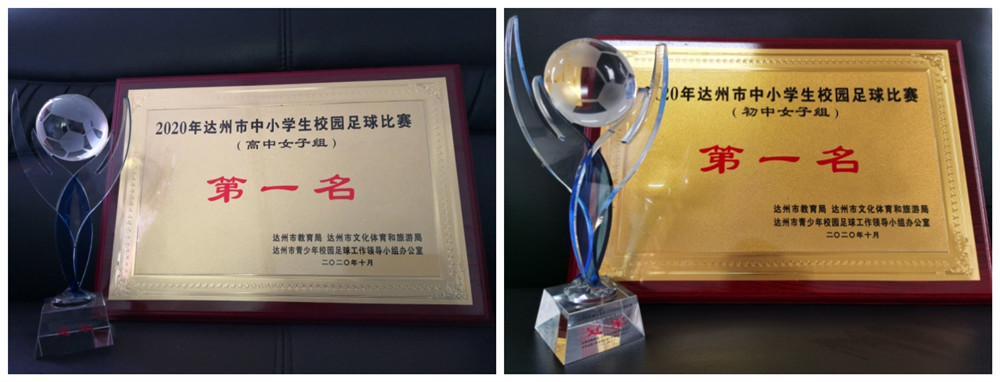 2020年达州市中小学生校园足球比赛
(高中女子组)
第一名
达州市教育局 达州市文化体育和旅游局
达州市青少年校园足球工作领导小组办公室
二〇二〇年十月
20年达州市中小学生校园足球比赛
(初中女子组)
第一名
达州市教育局 达州市文化体育和旅游局
达州市青少年校园足球工作领导小组办公室
二〇二〇年十月